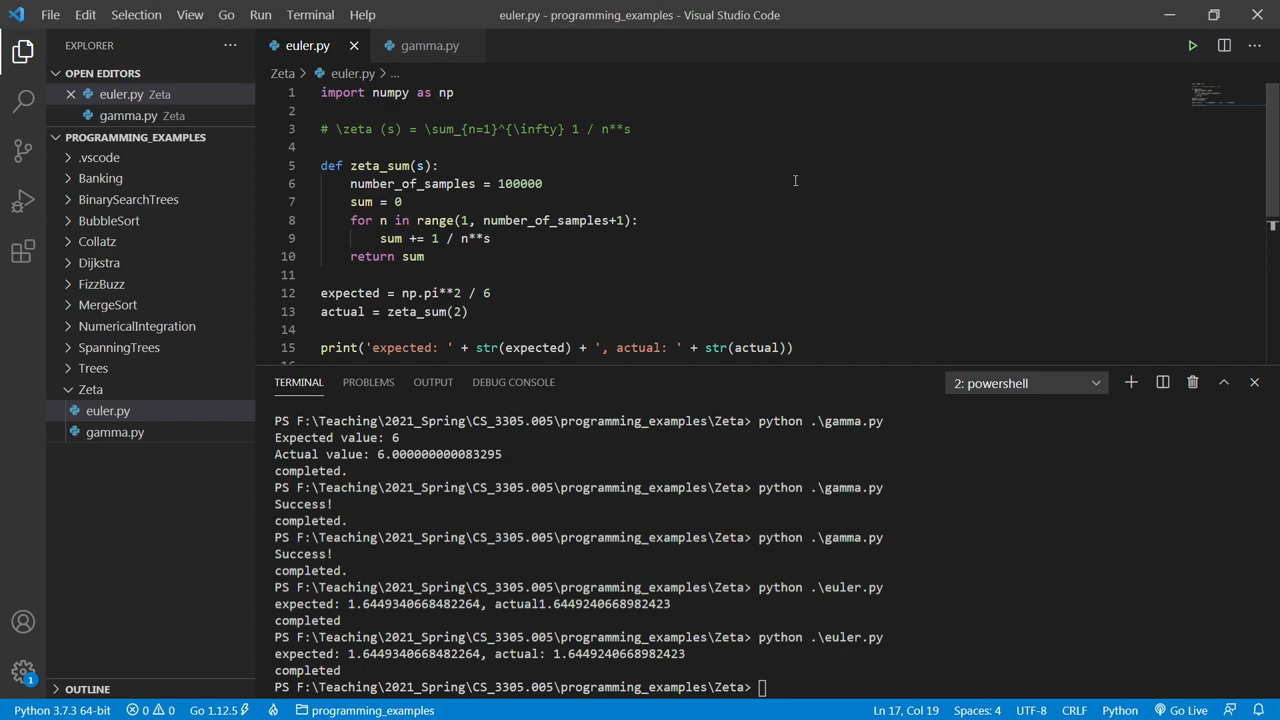 File Edit Selection View Go Run Terminal Help euler.py - programming_examples - Visual Studio Code
EXPLORER
euler.py gamma.py
OPEN EDITORS
euler.py Zeta
gamma.py Zeta
PROGRAMMING_EXAMPLES
.vscode
Banking
BinarySearchTrees
BubbleSort
Collatz
Dijkstra
FizzBuzz
MergeSort
NumericalIntegration
SpanningTrees
Trees
Zeta
euler.py
gamma.py
OUTLINE
Zeta > euler.py > ...
1 import numpy as np
2
3 # \zeta (s) = \sum_{n=1}^{\infty} 1 / n**s
4
5 def zeta_sum(s):
6 number_of_samples = 100000
7 sum = 0
8 for n in range(1, number_of_samples+1):
9 sum += 1 / n**s
10 return sum
11
12 expected = np.pi**2 / 6
13 actual = zeta_sum(2)
14
15 print('expected: ' + str(expected) + ', actual: ' + str(actual))
TERMINAL PROBLEMS OUTPUT DEBUG CONSOLE 2: powershell
PS F:\Teaching\2021_Spring\CS_3305.005\programming_examples\Zeta> python .\gamma.py
Expected value: 6
Actual value: 6.000000000083295
completed.
PS F:\Teaching\2021_Spring\CS_3305.005\programming_examples\Zeta> python .\gamma.py
Success!
completed.
PS F:\Teaching\2021_Spring\CS_3305.005\programming_examples\Zeta> python .\gamma.py
Success!
completed.
PS F:\Teaching\2021_Spring\CS_3305.005\programming_examples\Zeta> python .\euler.py
expected: 1.6449340668482264, actual1.6449240668982423
completed
PS F:\Teaching\2021_Spring\CS_3305.005\programming_examples\Zeta> python .\euler.py
expected: 1.6449340668482264, actual: 1.6449240668982423
completed
PS F:\Teaching\2021_Spring\CS_3305.005\programming_examples\Zeta>
1
Python 3.7.3 64-bit 0 0 Go 1.12.5 programming_examples Ln 17, Col 19 Spaces: 4 UTF-8 CRLF Python Go Live